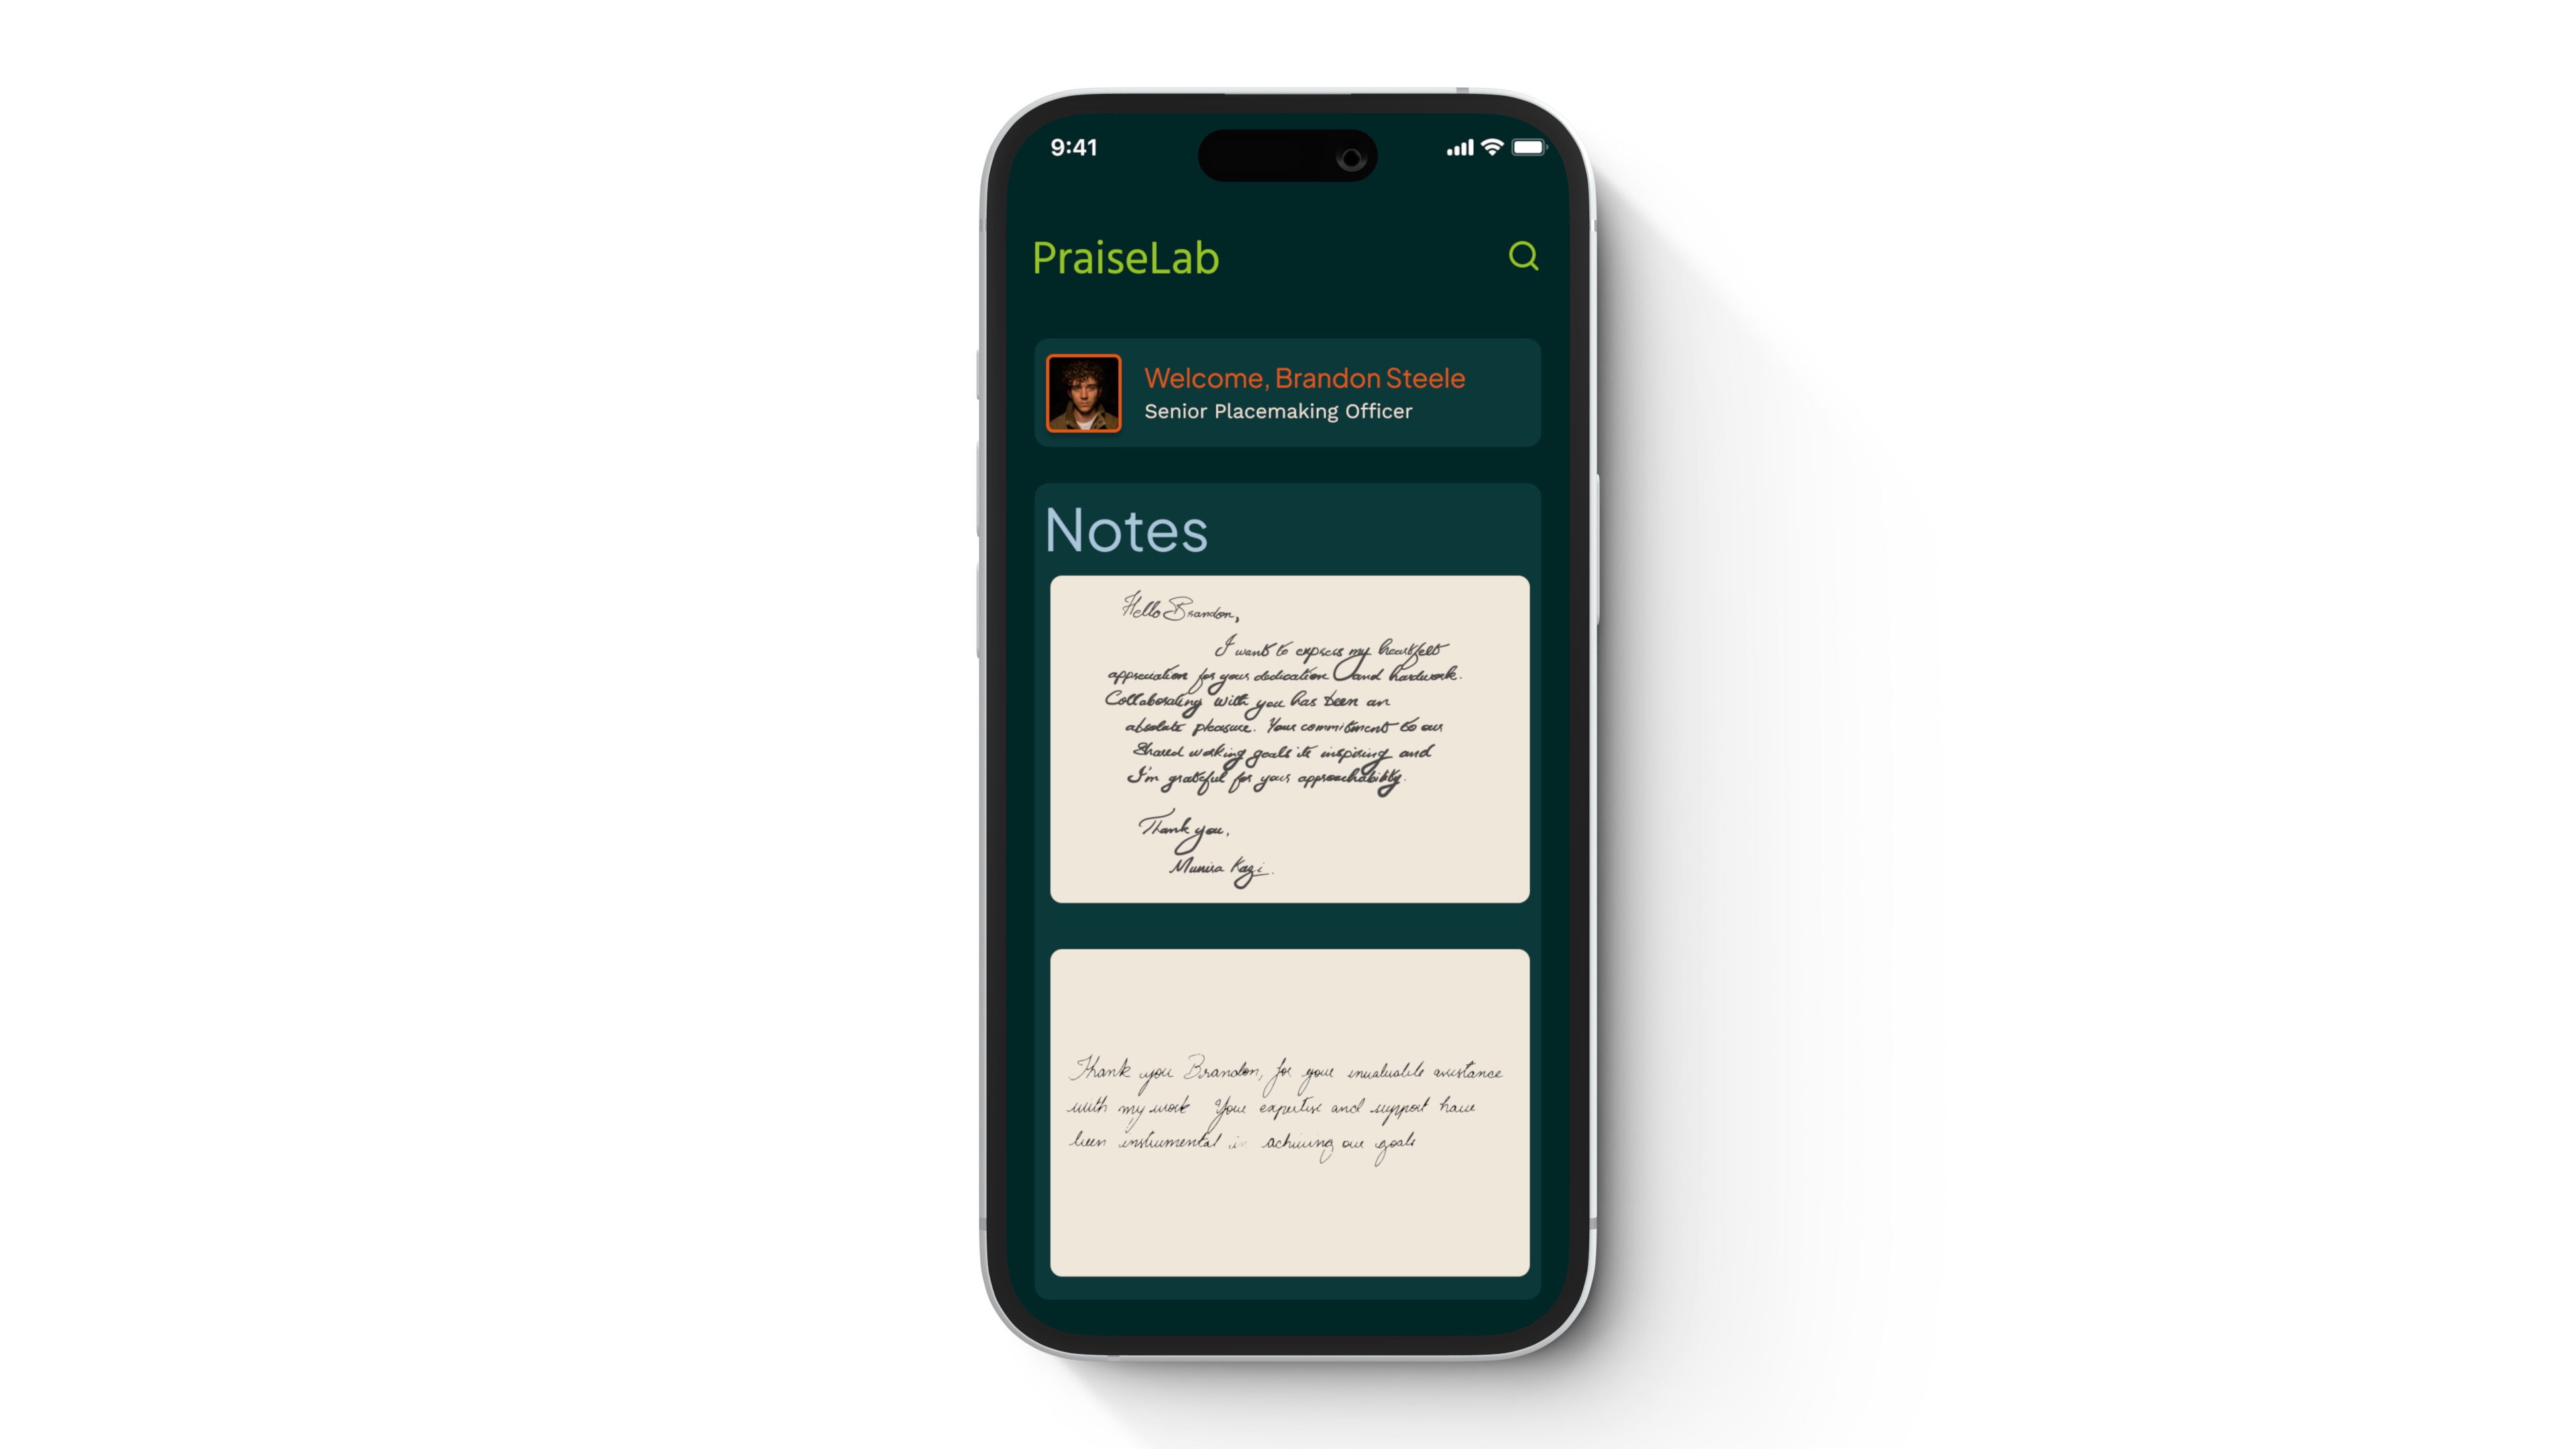 9:41
PraiseLab
Welcome, Brandon Steele
Senior Placemaking Officer
Notes
Hello Brandon,
I want to express my heartfelt
appreciation for your dedication and hardwork.
Collaborating with you has been an
absolute pleasure. Your commitment to our
Shared working goals its inspiring and
I'm grateful for your approachability.
Thank you,
Munira Kazi.
Thank you Brandon, for your invaluable assistance
with my work Your expertise and support have
been instrumental in achiving our goals